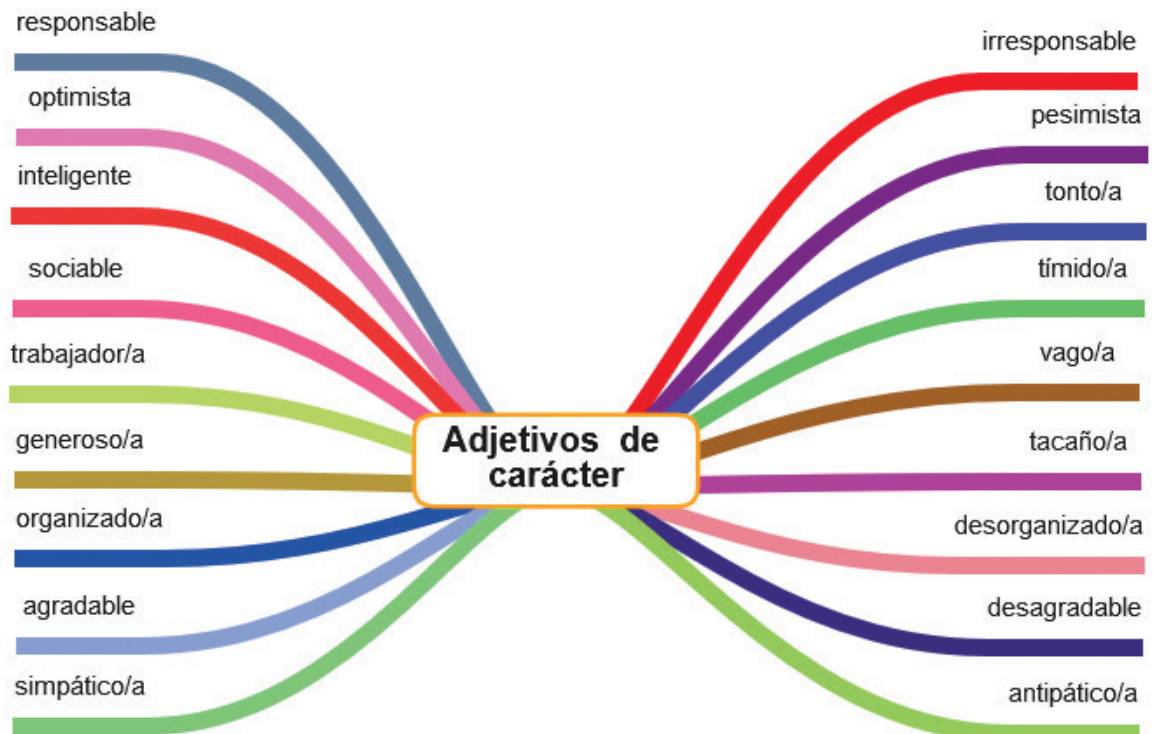 responsable
optimista
inteligente
sociable
trabajador/a
generoso/a
organizado/a
agradable
simpático/a
Adjetivos de
carácter
irresponsable
pesimista
tonto/a
tímido/a
vago/a
tacaño/a
desorganizado/a
desagradable
antipático/a